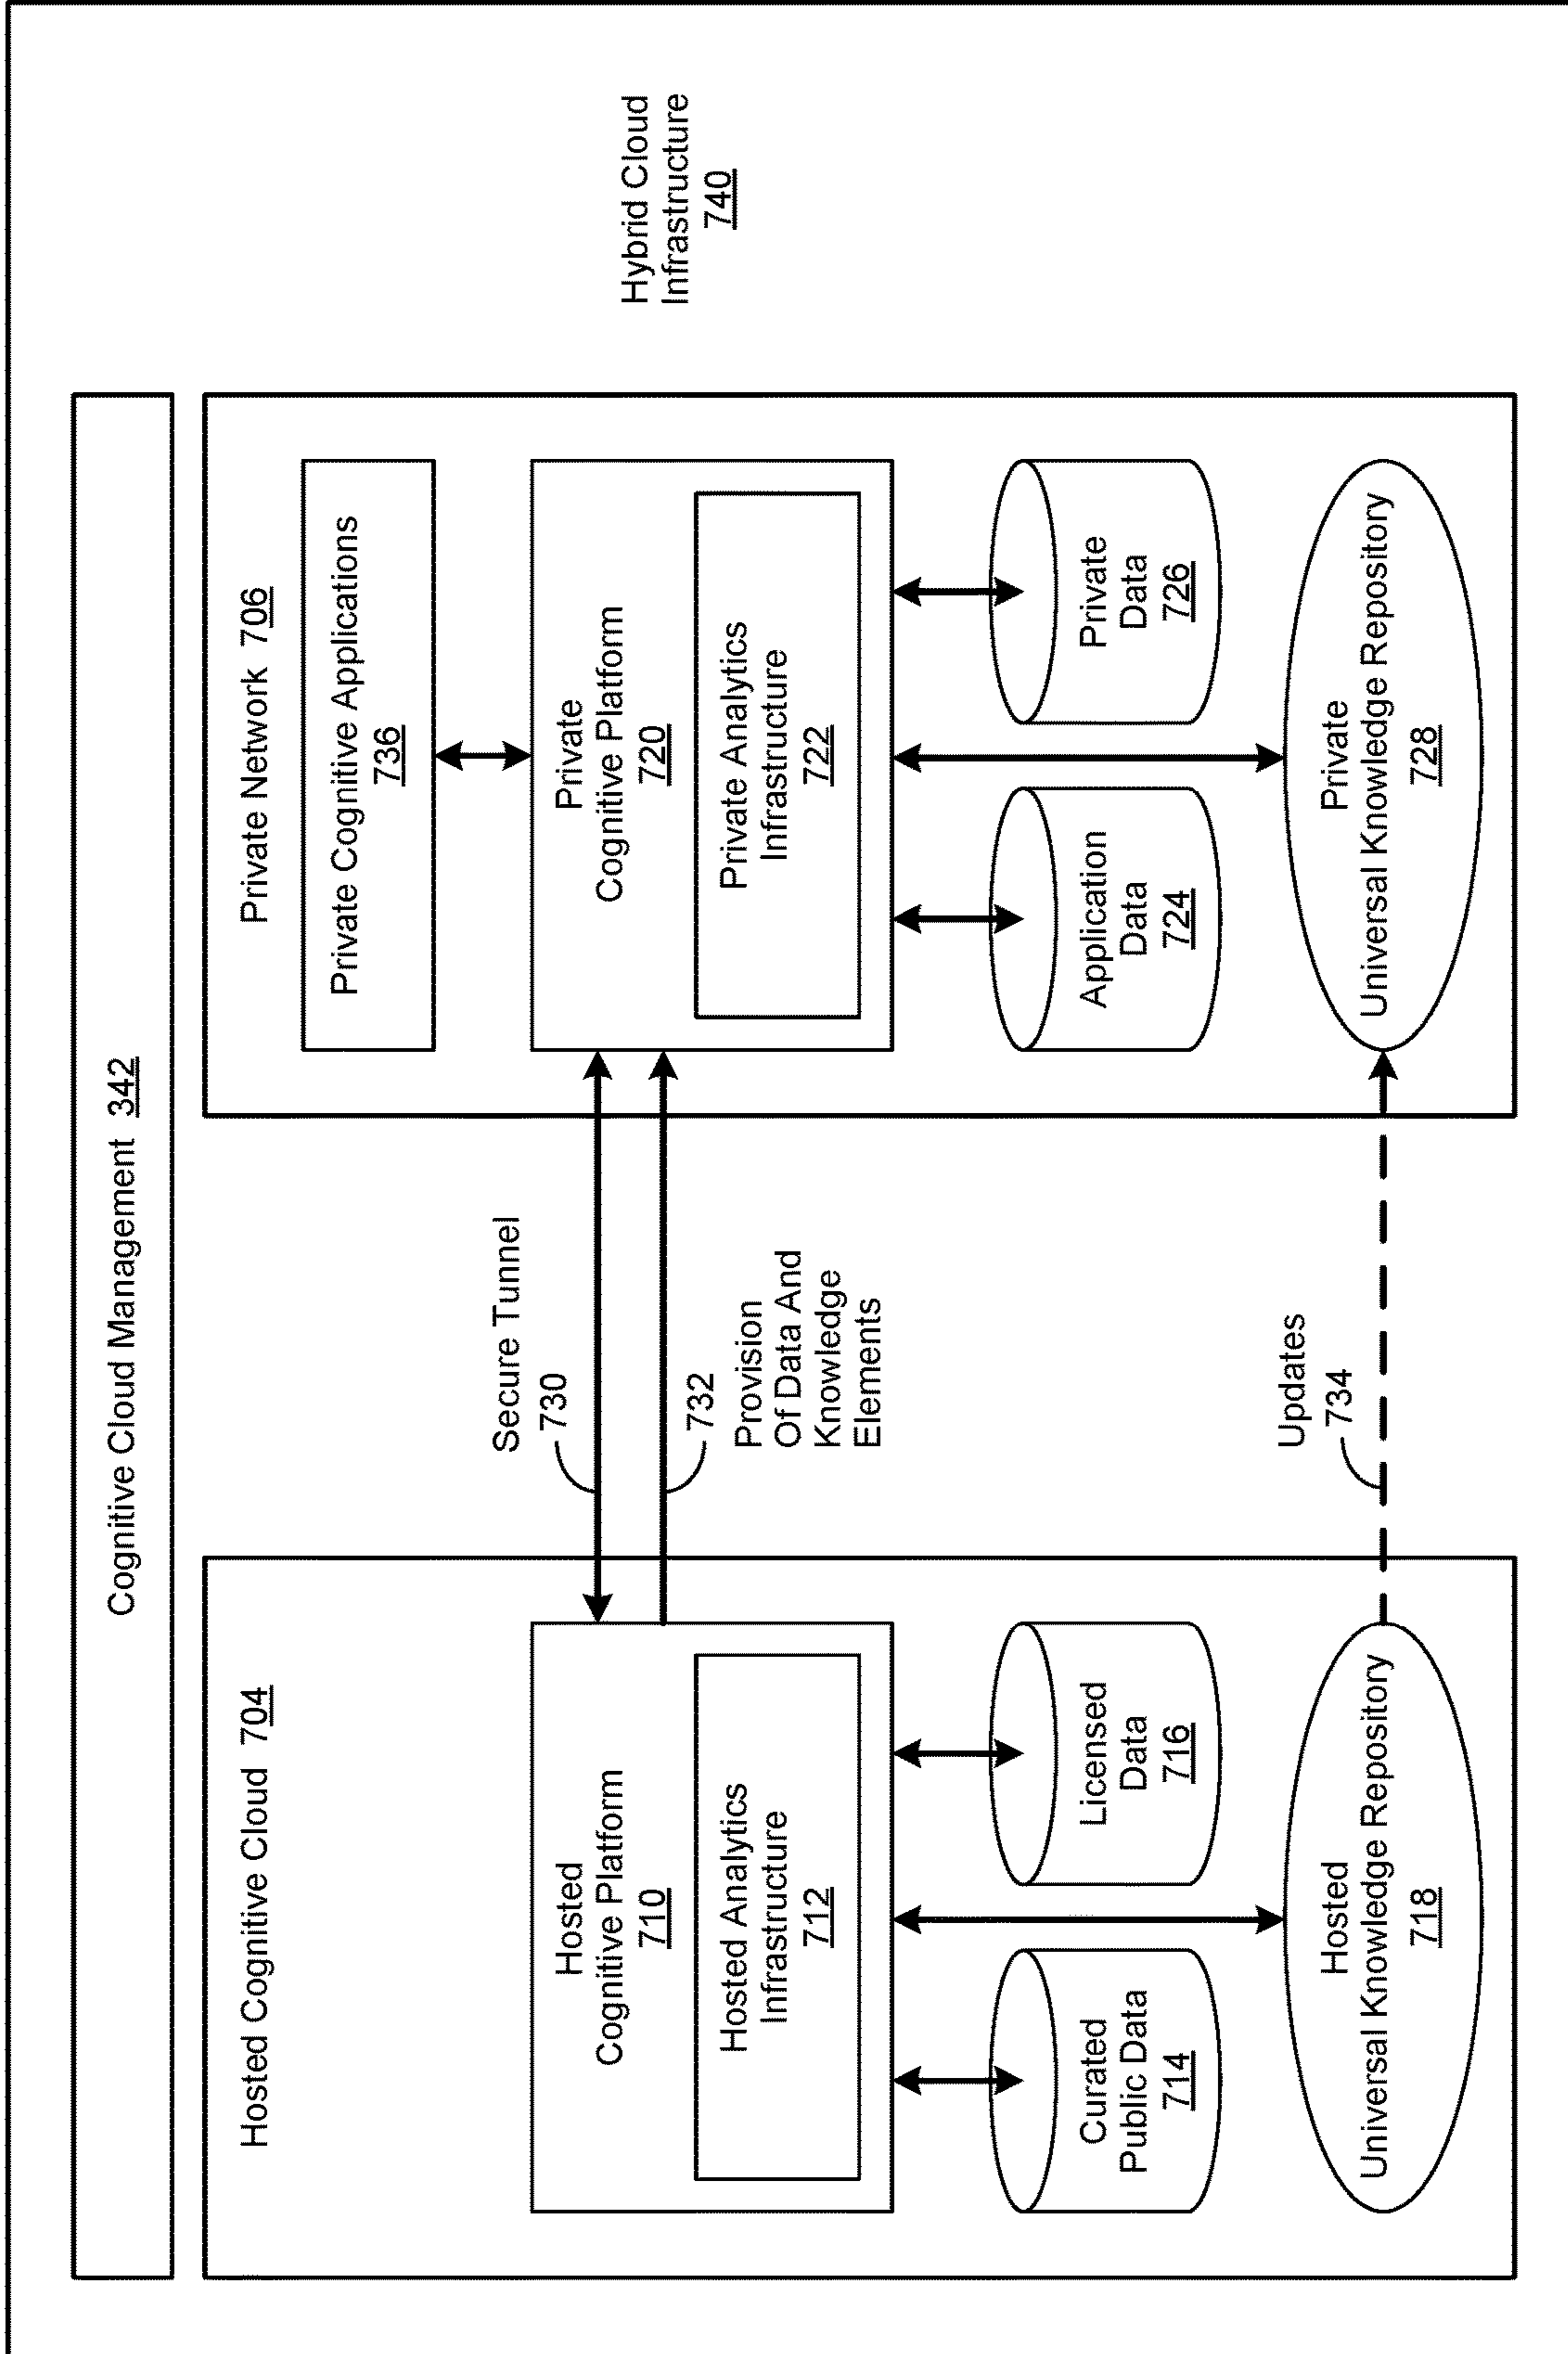 Cognitive Cloud Management 342
Hosted Cognitive Cloud 704
Hosted
Cognitive Platform
710
Hosted Analytics
Infrastructure
712
Curated
Public Data
714
Licensed
Data
716
Hosted
Universal Knowledge Repository
718
Secure Tunnel
730
732
Provision
Of Data And
Knowledge
Elements
Updates
734
Private Network 706
Private Cognitive Applications
736
Private
Cognitive Platform
720
Private Analytics
Infrastructure
722
Application
Data
724
Private
Data
726
Private
Universal Knowledge Repository
728
Hybrid Cloud
Infrastructure
740